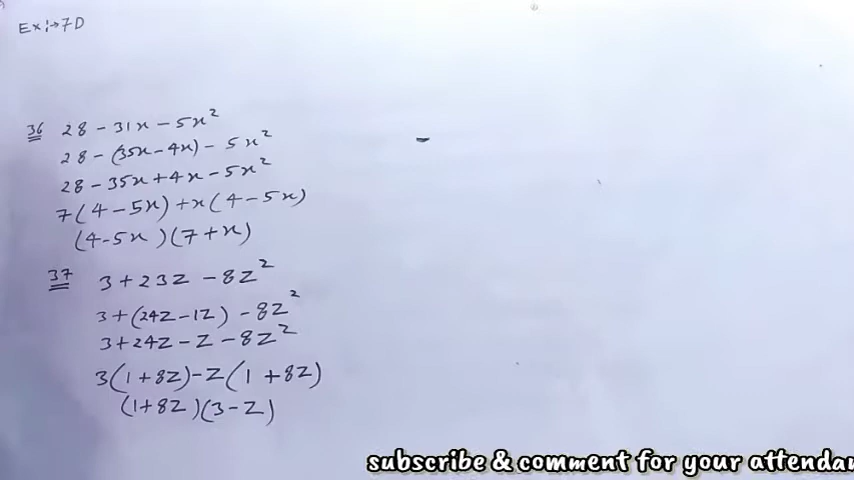 Ex:→7D
36 28 - 31x - 5x²
28 - (35x - 4x) - 5x²
28 - 35x + 4x - 5x²
7(4 - 5x) + x(4 - 5x)
(4 - 5x)(7 + x)
37 3 + 23z - 8z²
3 + (24z - 1z) - 8z²
3 + 24z - z - 8z²
3(1 + 8z) - z(1 + 8z)
(1 + 8z)(3 - z)
subscribe & comment for your attendan